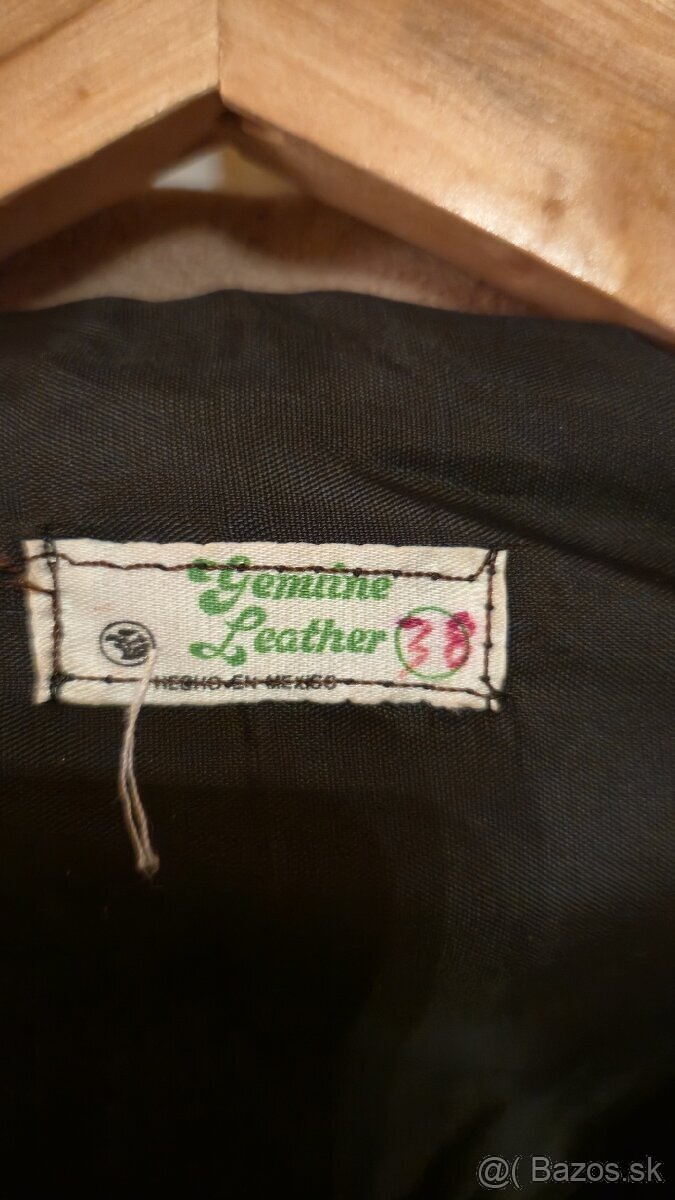 Genuine
Leather 38
HECHO EN MEXICO
@( Bazos.sk